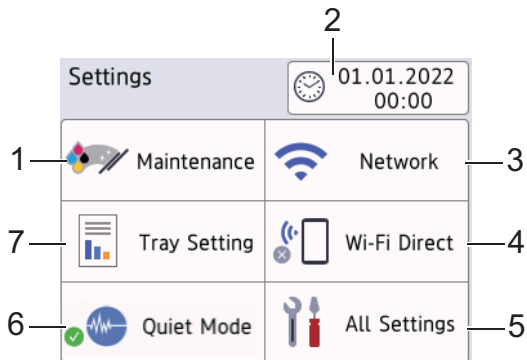 2
Settings
01.01.2022
00:00
1 Maintenance
Network 3
7 Tray Setting
Wi-Fi Direct 4
6 Quiet Mode
All Settings 5